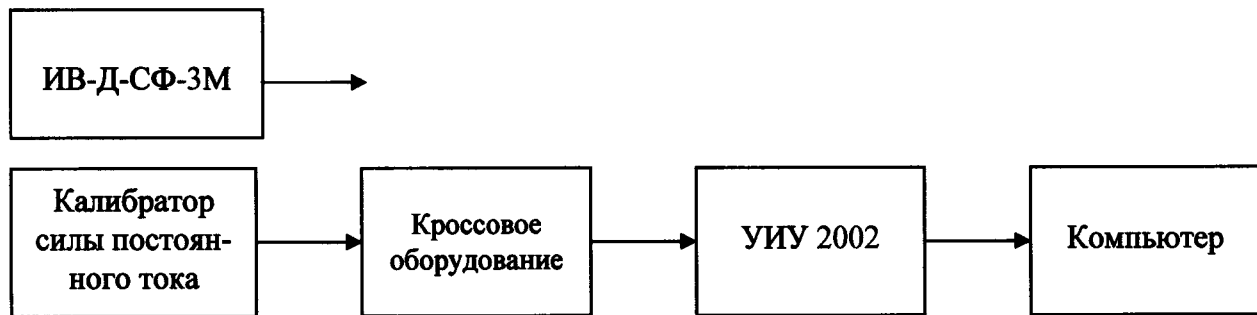 ИВ-Д-СФ-3М
Калибратор
силы постоян-
ного тока
Кроссовое
оборудование
УИУ 2002
Компьютер